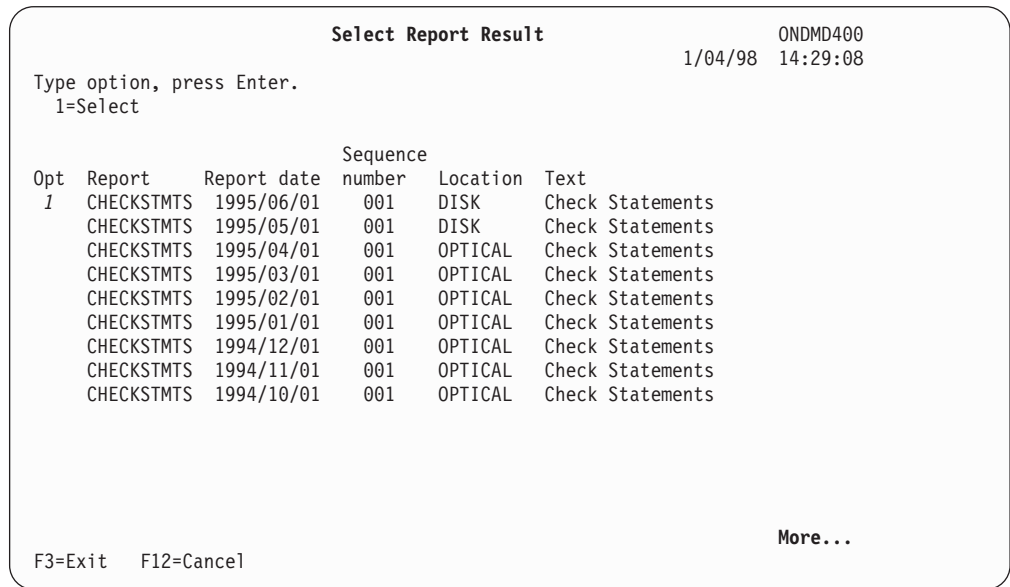 Select Report Result ONDMD400
1/04/98 14:29:08
Type option, press Enter.
1=Select
Sequence
Opt Report Report date number Location Text
1 CHECKSTMTS 1995/06/01 001 DISK Check Statements
CHECKSTMTS 1995/05/01 001 DISK Check Statements
CHECKSTMTS 1995/04/01 001 OPTICAL Check Statements
CHECKSTMTS 1995/03/01 001 OPTICAL Check Statements
CHECKSTMTS 1995/02/01 001 OPTICAL Check Statements
CHECKSTMTS 1995/01/01 001 OPTICAL Check Statements
CHECKSTMTS 1994/12/01 001 OPTICAL Check Statements
CHECKSTMTS 1994/11/01 001 OPTICAL Check Statements
CHECKSTMTS 1994/10/01 001 OPTICAL Check Statements
More...
F3=Exit F12=Cancel